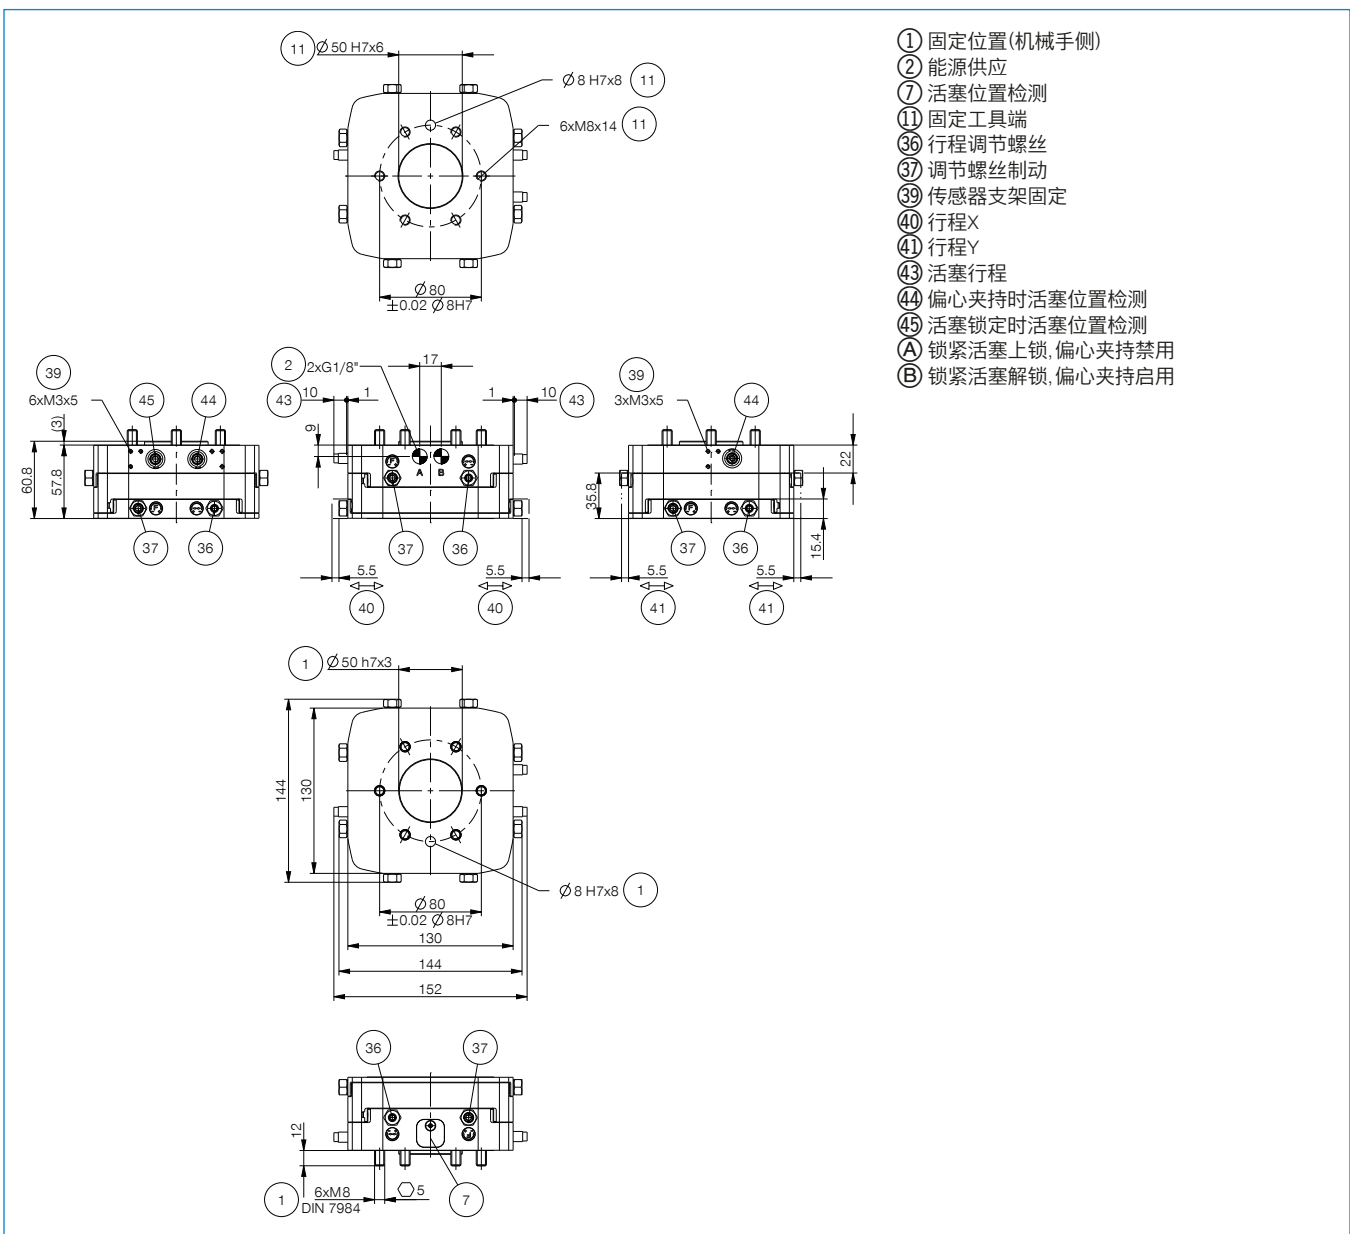 11 Ø 50 H7x6
Ø 8 H7x8 11
6xM8x14 11
Ø 80
±0.02 Ø 8H7
① 固定位置(机械手侧)
② 能源供应
⑦ 活塞位置检测
⑪ 固定工具端
㊱ 行程调节螺丝
㊲ 调节螺丝制动
㊴ 传感器支架固定
㊵ 行程X
㊶ 行程Y
㊸ 活塞行程
㊹ 偏心夹持时活塞位置检测
㊺ 活塞锁定时活塞位置检测
Ⓐ 锁紧活塞上锁,偏心夹持禁用
Ⓑ 锁紧活塞解锁,偏心夹持启用
39
6xM3x5
45
44
(3)
60.8
57.8
37
36
2 2xG1/8"
17
43
10
1
9
1
10
43
A
B
37
36
5.5
5.5
40
40
39
3xM3x5
44
22
35.8
15.4
37
36
5.5
5.5
41
41
1 Ø 50 h7x3
144
130
Ø 8 H7x8 1
Ø 80
±0.02 Ø 8H7
130
144
152
36
37
12
1
6xM8
DIN 7984
5
7